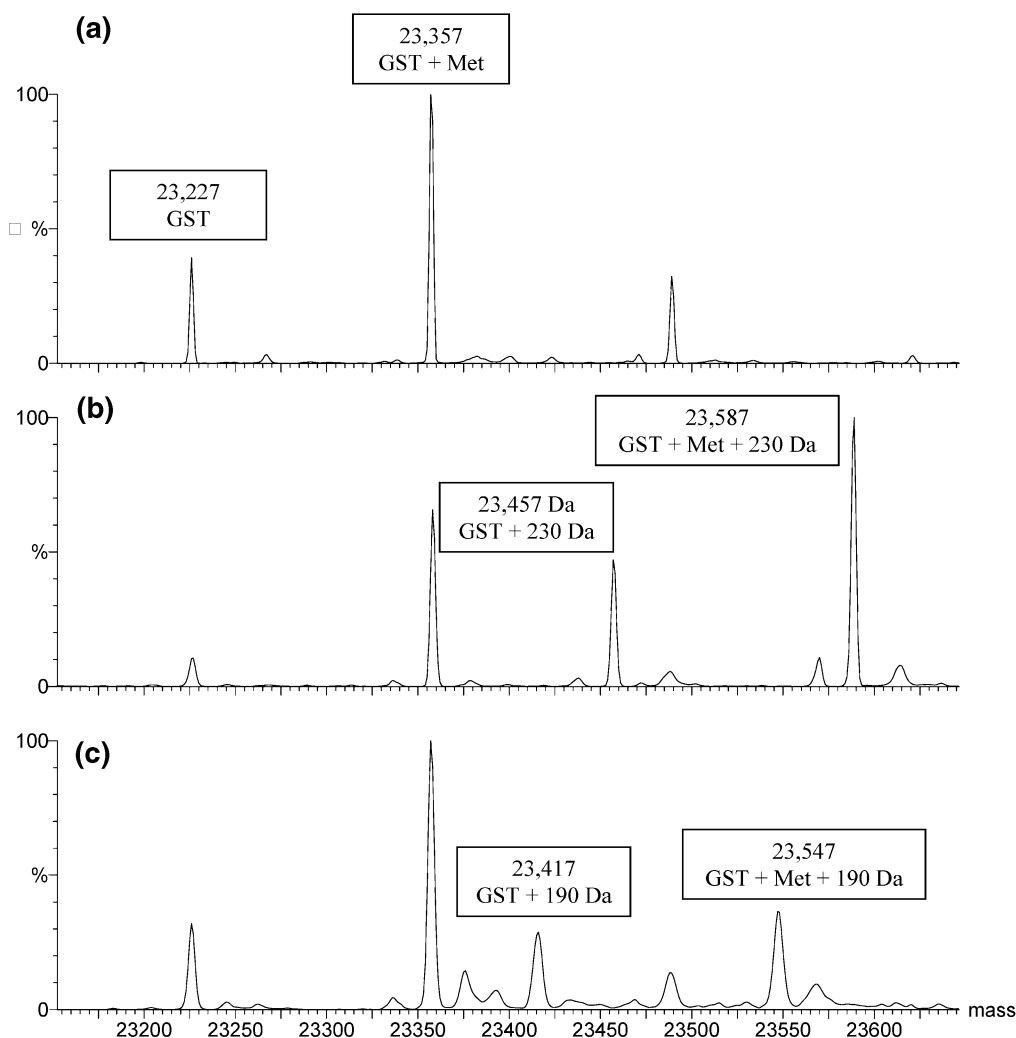 (a)
23,357
GST + Met
100
23,227
GST
%
0
(b)
100
23,587
GST + Met + 230 Da
23,457 Da
GST + 230 Da
%
0
(c)
100
23,547
GST + Met + 190 Da
23,417
GST + 190 Da
%
0
mass
23200 23250 23300 23350 23400 23450 23500 23550 23600